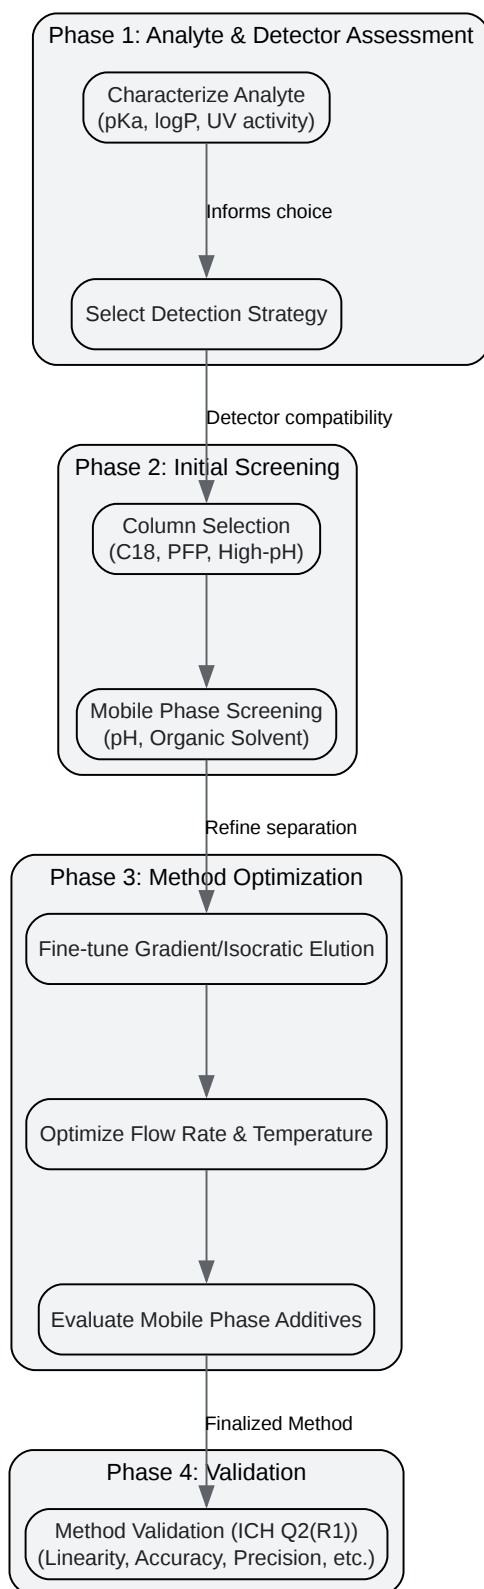 Phase 1: Analyte & Detector Assessment
Characterize Analyte
(pKa, logP, UV activity)
Informs choice
Select Detection Strategy
Detector compatibility
Phase 2: Initial Screening
Column Selection
(C18, PFP, High-pH)
Mobile Phase Screening
(pH, Organic Solvent)
Refine separation
Phase 3: Method Optimization
Fine-tune Gradient/Isocratic Elution
Optimize Flow Rate & Temperature
Evaluate Mobile Phase Additives
Finalized Method
Phase 4: Validation
Method Validation (ICH Q2(R1))
(Linearity, Accuracy, Precision, etc.)